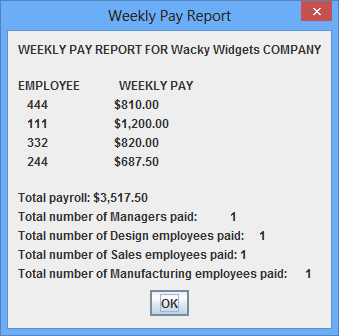 Weekly Pay Report
WEEKLY PAY REPORT FOR Wacky Widgets COMPANY
EMPLOYEE WEEKLY PAY
444 $810.00
111 $1,200.00
332 $820.00
244 $687.50
Total payroll: $3,517.50
Total number of Managers paid: 1
Total number of Design employees paid: 1
Total number of Sales employees paid: 1
Total number of Manufacturing employees paid: 1
OK